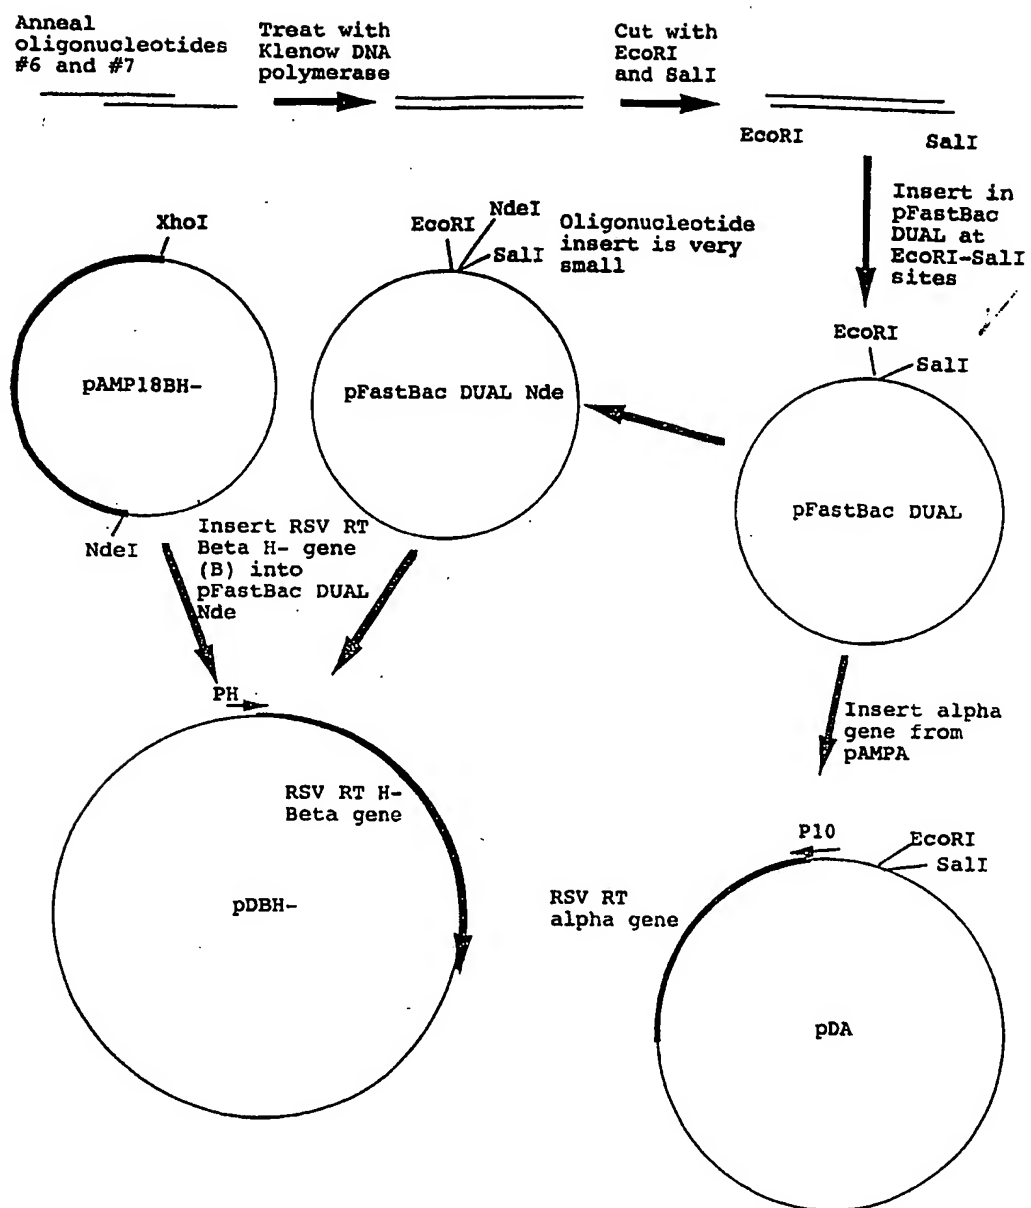 Anneal
oligonucleotides
#6 and #7
Treat with
Klenow DNA
polymerase
Cut with
EcoRI
and SalI
EcoRI
SalI
Insert in
pFastBac
DUAL at
EcoRI-SalI
sites
XhoI
pAMP18BH-
NdeI
EcoRI
NdeI
SalI
Oligonucleotide
insert is very
small
pFastBac DUAL Nde
EcoRI
SalI
pFastBac DUAL
Insert RSV RT
Beta H- gene
(B) into
pFastBac DUAL
Nde
PH
RSV RT H-
Beta gene
pDBH-
Insert alpha
gene from
pAMPA
P10
EcoRI
SalI
RSV RT
alpha gene
pDA